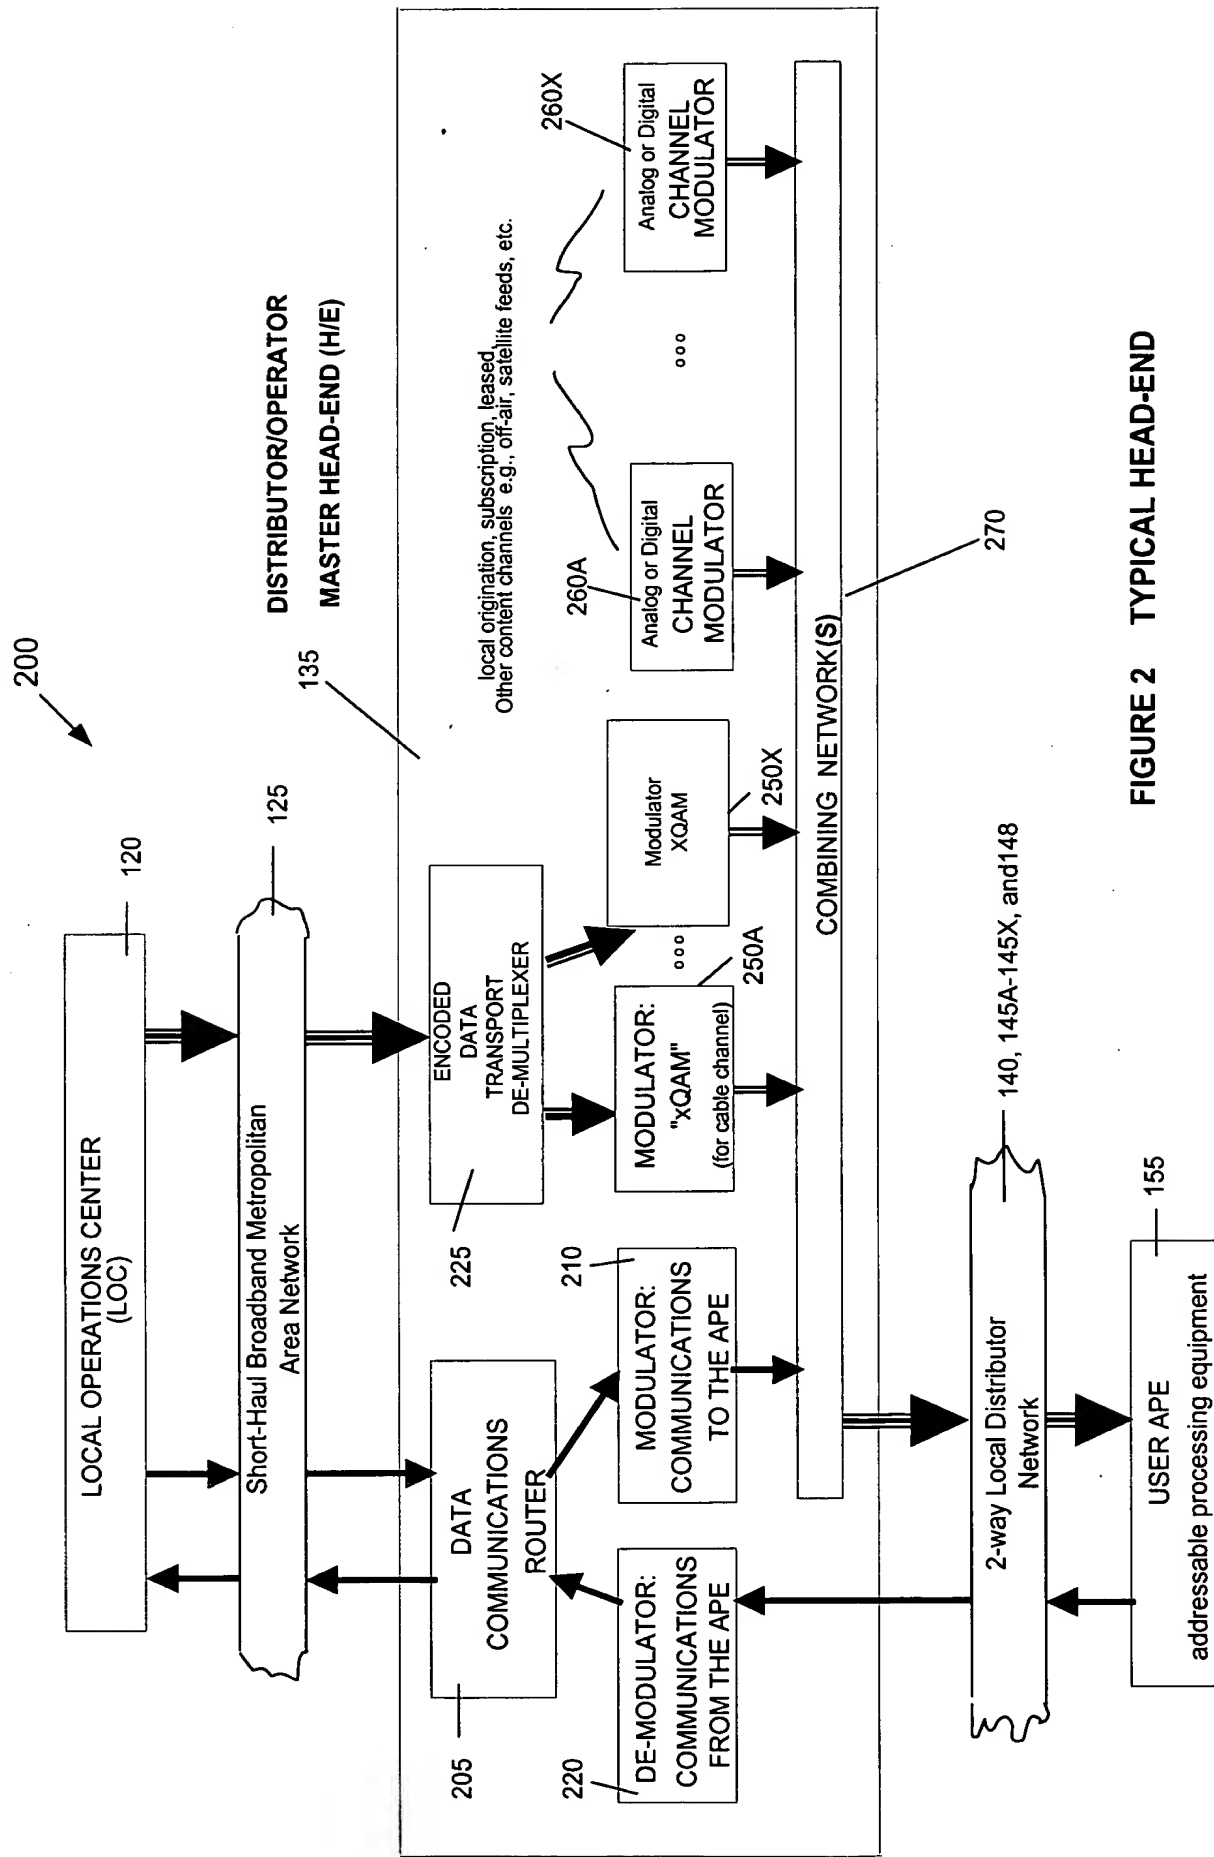 200
DISTRIBUTOR/OPERATOR
MASTER HEAD-END (H/E)
LOCAL OPERATIONS CENTER
(LOC)
120
Short-Haul Broadband Metropolitan
Area Network
125
135
DATA
COMMUNICATIONS
ROUTER
205
ENCODED
DATA
TRANSPORT
DE-MULTIPLEXER
225
local origination, subscription, leased,
Other content channels e.g., off-air, satellite feeds, etc.
DE-MODULATOR:
COMMUNICATIONS
FROM THE APE
220
MODULATOR:
COMMUNICATIONS
TO THE APE
210
MODULATOR:
"xQAM"
(for cable channel)
250A
ooo
Modulator
XQAM
250X
Analog or Digital
CHANNEL
MODULATOR
260A
ooo
Analog or Digital
CHANNEL
MODULATOR
260X
COMBINING NETWORK(S)
270
2-way Local Distributor
Network
140, 145A-145X, and148
USER APE
addressable processing equipment
155
FIGURE 2 TYPICAL HEAD-END